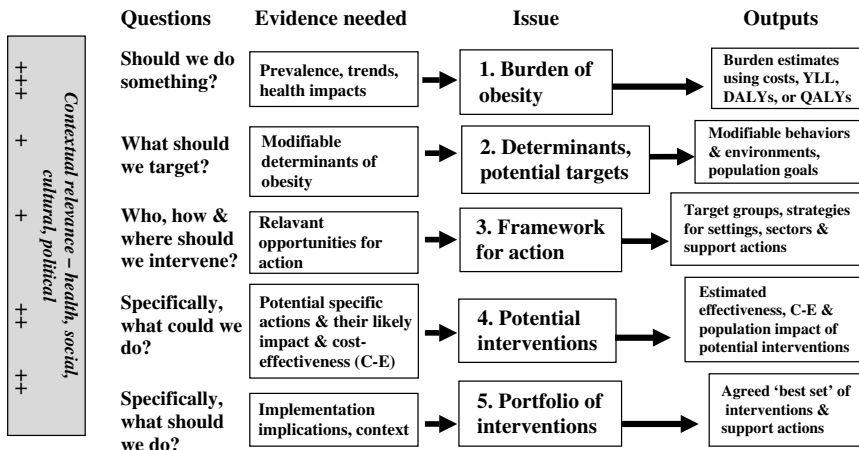 Questions Evidence needed Issue Outputs
Contextual relevance – health, social,
cultural, political
+++
+
+
++
++
Should we do
something?
Prevalence, trends,
health impacts
1. Burden of
obesity
Burden estimates
using costs, YLL,
DALYs, or QALYs
What should
we target?
Modifiable
determinants of
obesity
2. Determinants,
potential targets
Modifiable behaviors
& environments,
population goals
Who, how &
where should
we intervene?
Relavant
opportunities for
action
3. Framework
for action
Target groups, strategies
for settings, sectors &
support actions
Specifically,
what could we
do?
Potential specific
actions & their likely
impact & cost-
effectiveness (C-E)
4. Potential
interventions
Estimated
effectiveness, C-E &
population impact of
potential interventions
Specifically,
what should
we do?
Implementation
implications, context
5. Portfolio of
interventions
Agreed ‘best set’ of
interventions &
support actions